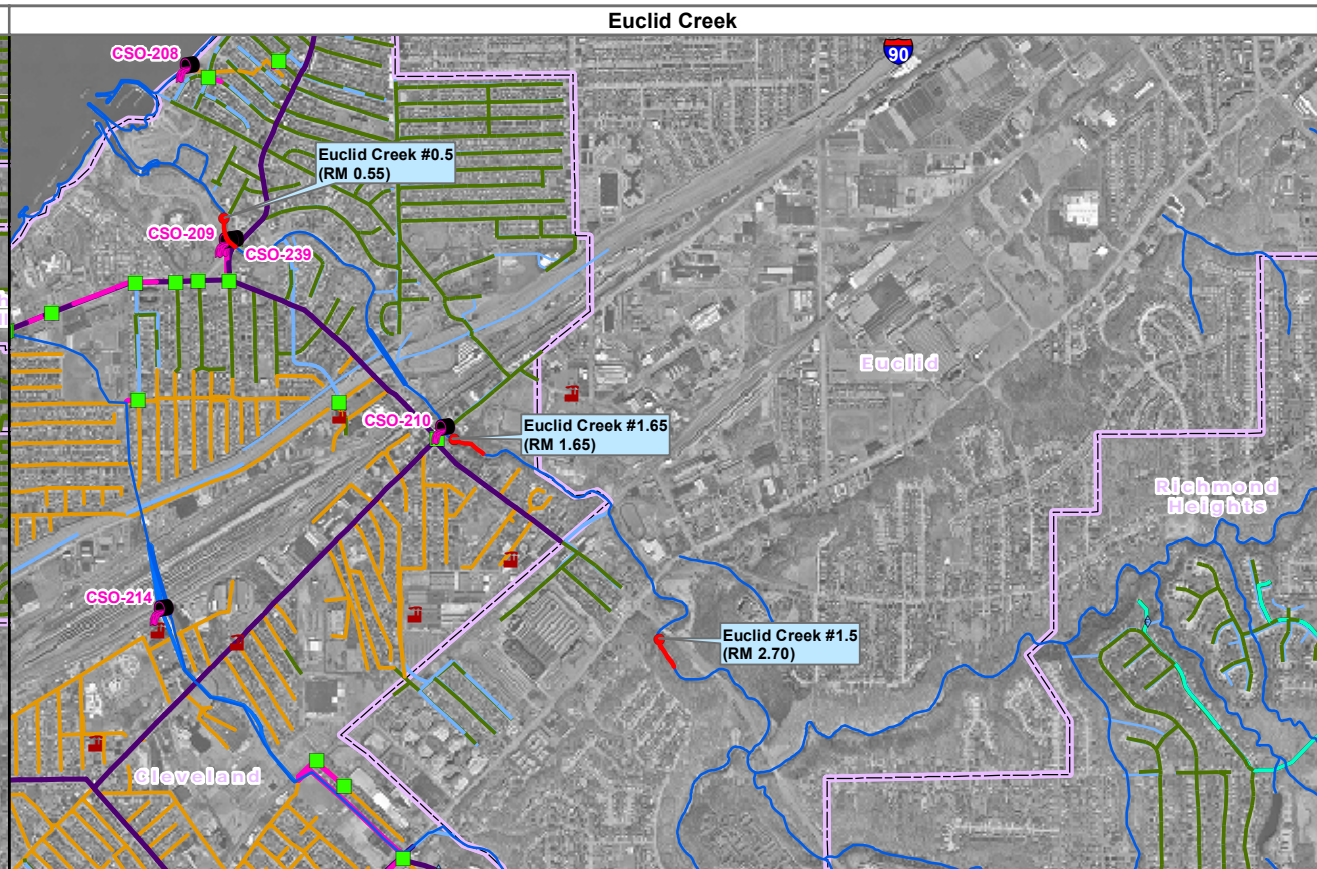 Euclid Creek
CSO-208
90
Euclid Creek #0.5
(RM 0.55)
CSO-209
CSO-239
Euclid
CSO-210
Euclid Creek #1.65
(RM 1.65)
Richmond
Heights
CSO-214
Euclid Creek #1.5
(RM 2.70)
Cleveland